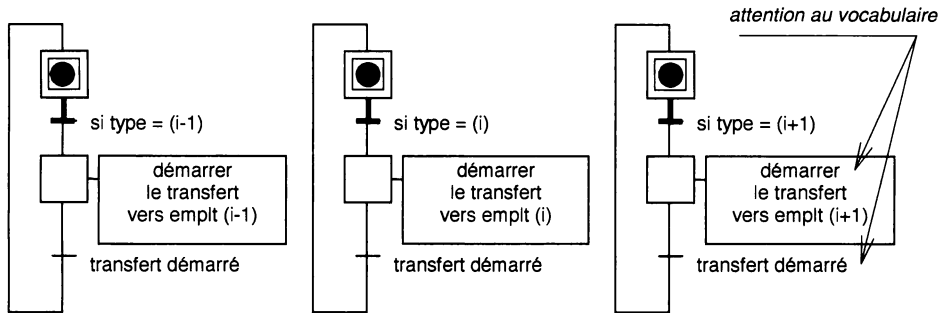 attention au vocabulaire
si type = (i-1)
si type = (i)
si type = (i+1)
démarrer
le transfert
vers emplt (i-1)
démarrer
le transfert
vers emplt (i)
démarrer
le transfert
vers emplt (i+1)
transfert démarré
transfert démarré
transfert démarré